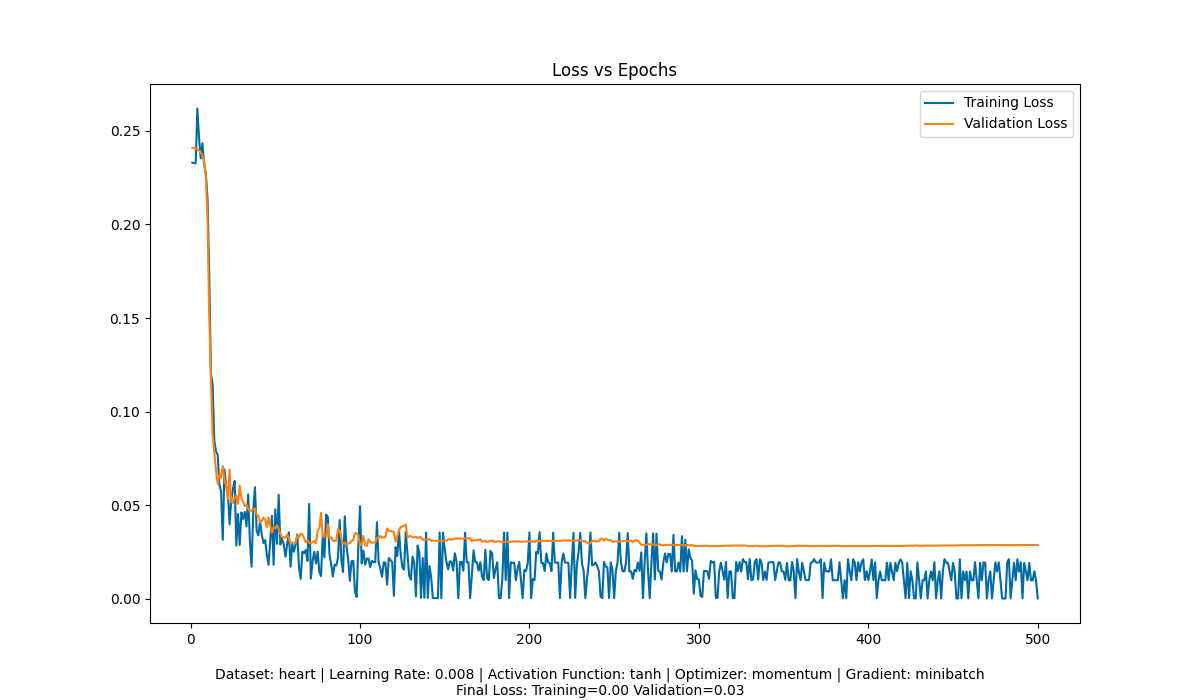 Loss vs Epochs
Training Loss
Validation Loss
0.25
0.20
0.15
0.10
0.05
0.00
0 100 200 300 400 500
Dataset: heart | Learning Rate: 0.008 | Activation Function: tanh | Optimizer: momentum | Gradient: minibatch
Final Loss: Training=0.00 Validation=0.03